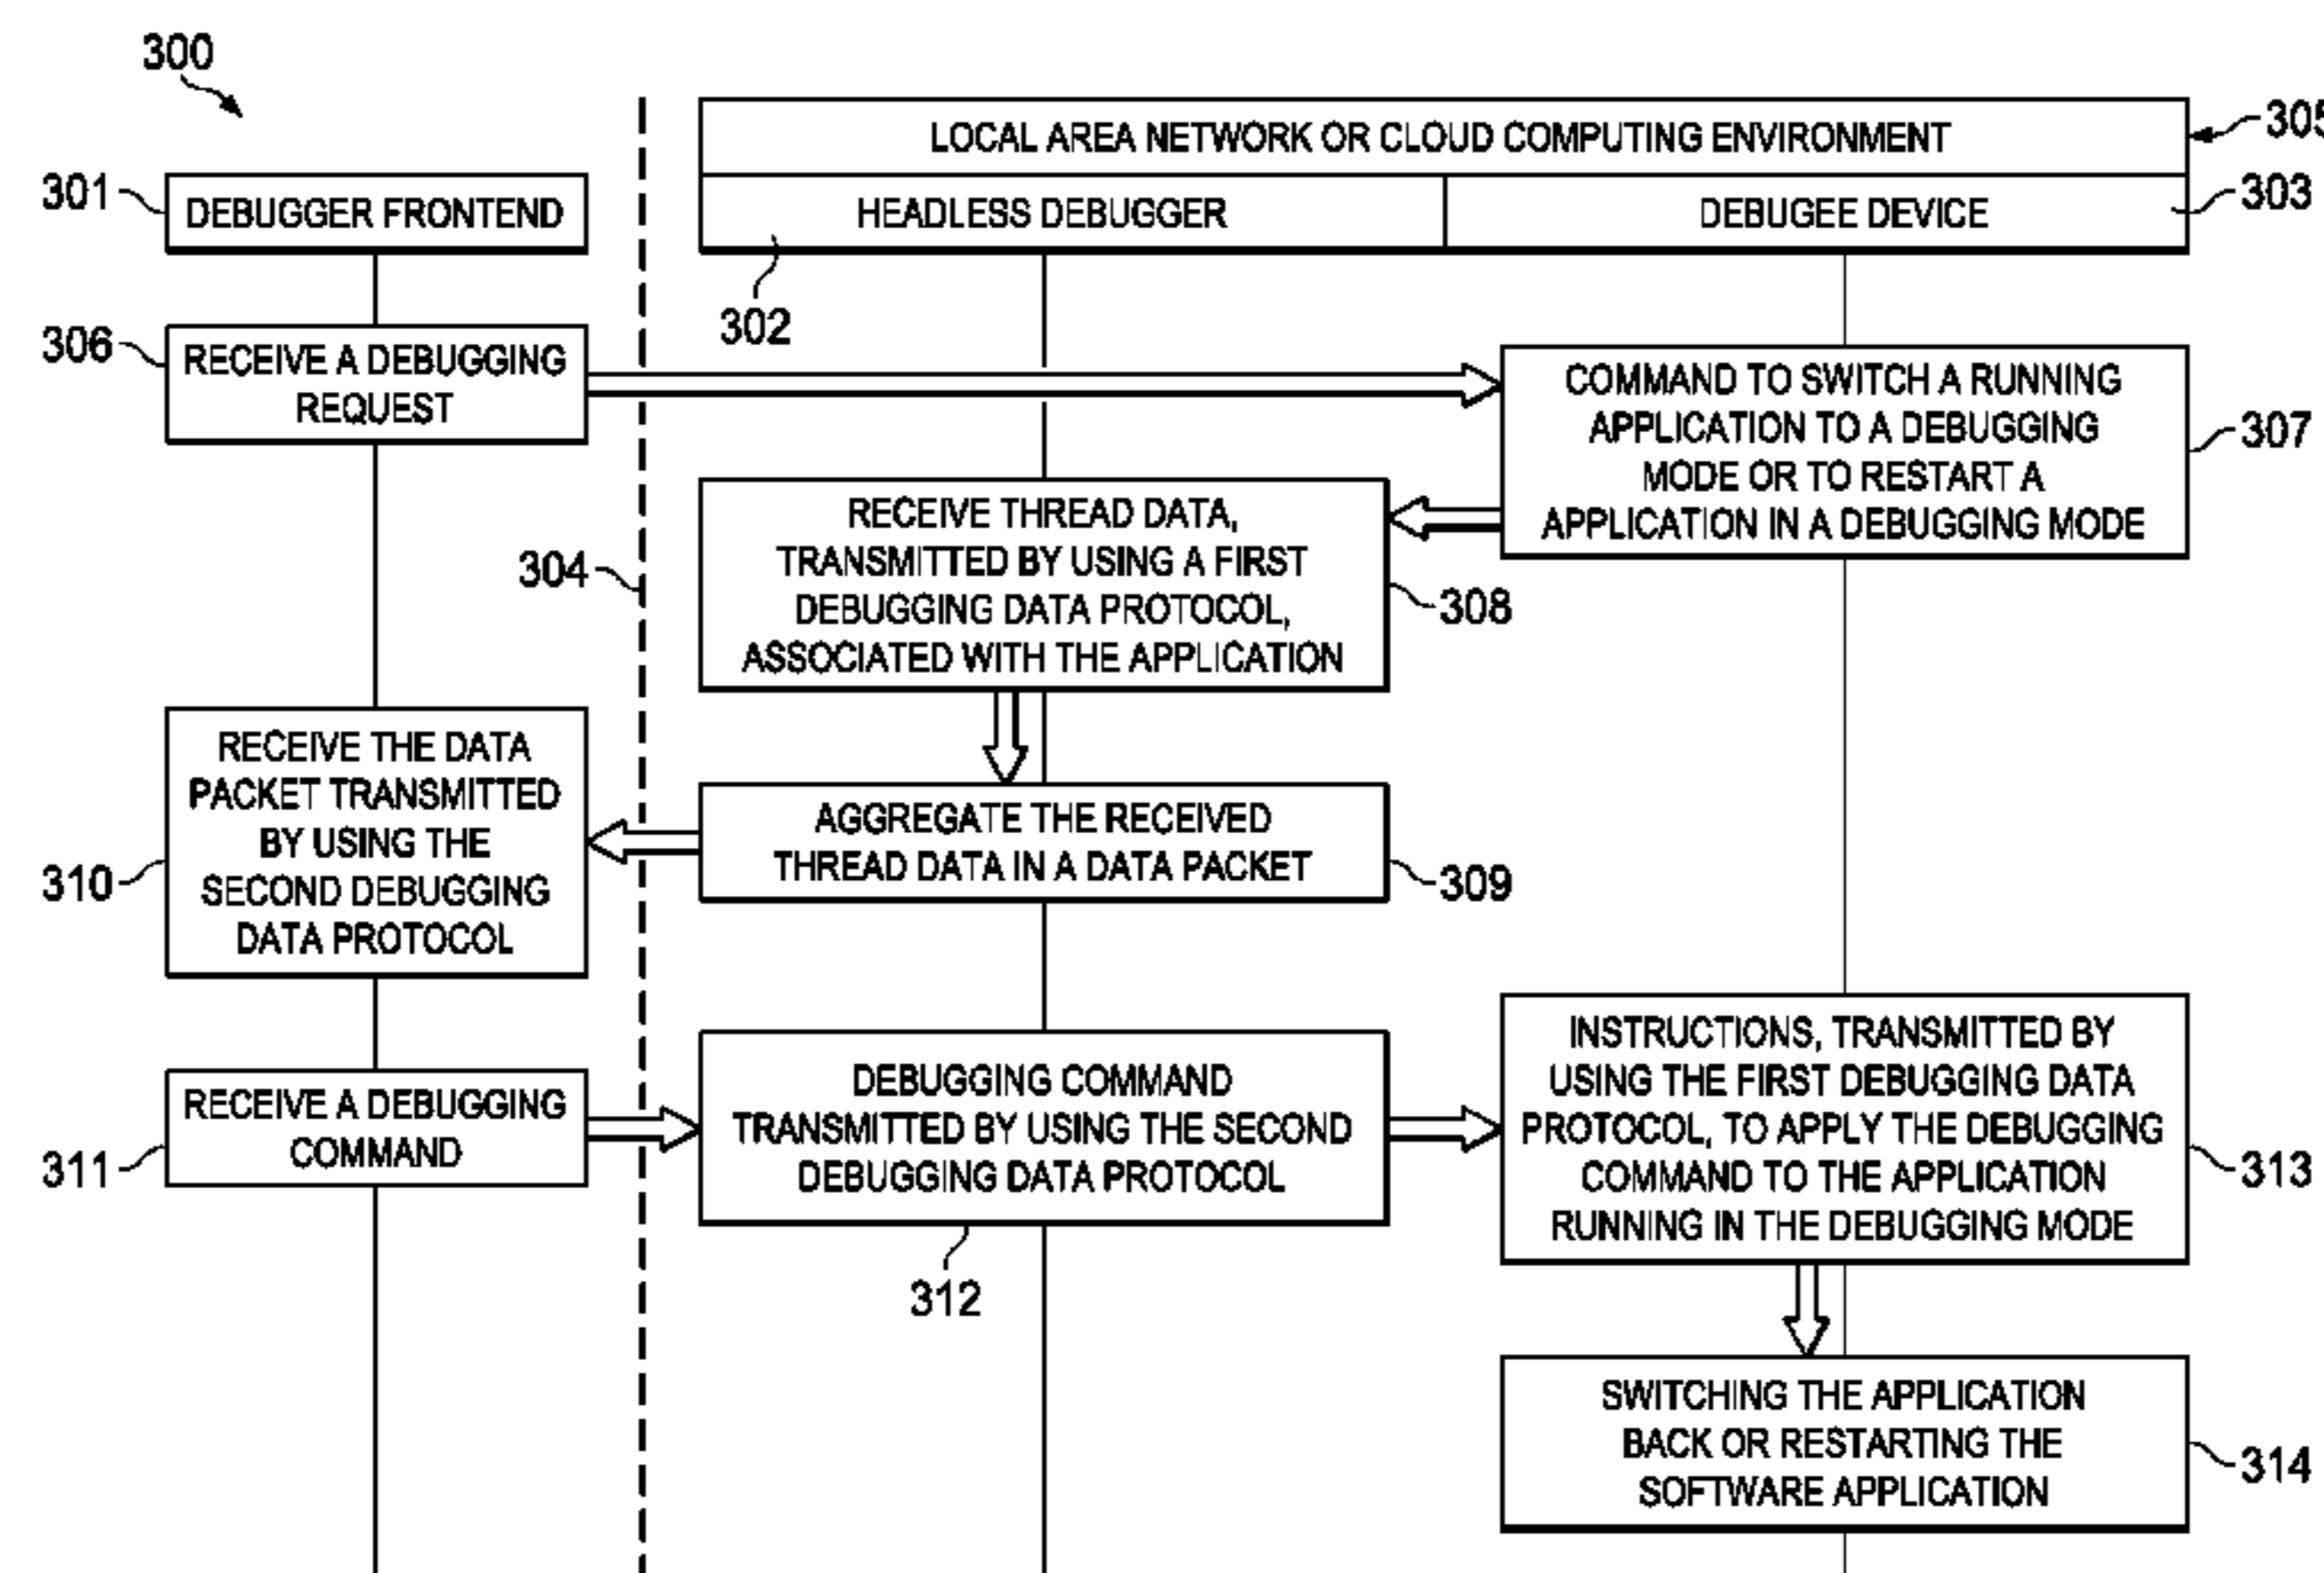 300
LOCAL AREA NETWORK OR CLOUD COMPUTING ENVIRONMENT
305
301
DEBUGGER FRONTEND
HEADLESS DEBUGGER
DEBUGEE DEVICE
303
302
306
RECEIVE A DEBUGGING
REQUEST
COMMAND TO SWITCH A RUNNING
APPLICATION TO A DEBUGGING
MODE OR TO RESTART A
APPLICATION IN A DEBUGGING MODE
307
304
RECEIVE THREAD DATA,
TRANSMITTED BY USING A FIRST
DEBUGGING DATA PROTOCOL,
ASSOCIATED WITH THE APPLICATION
308
310
RECEIVE THE DATA
PACKET TRANSMITTED
BY USING THE
SECOND DEBUGGING
DATA PROTOCOL
AGGREGATE THE RECEIVED
THREAD DATA IN A DATA PACKET
309
311
RECEIVE A DEBUGGING
COMMAND
DEBUGGING COMMAND
TRANSMITTED BY USING THE SECOND
DEBUGGING DATA PROTOCOL
312
INSTRUCTIONS, TRANSMITTED BY
USING THE FIRST DEBUGGING DATA
PROTOCOL, TO APPLY THE DEBUGGING
COMMAND TO THE APPLICATION
RUNNING IN THE DEBUGGING MODE
313
SWITCHING THE APPLICATION
BACK OR RESTARTING THE
SOFTWARE APPLICATION
314